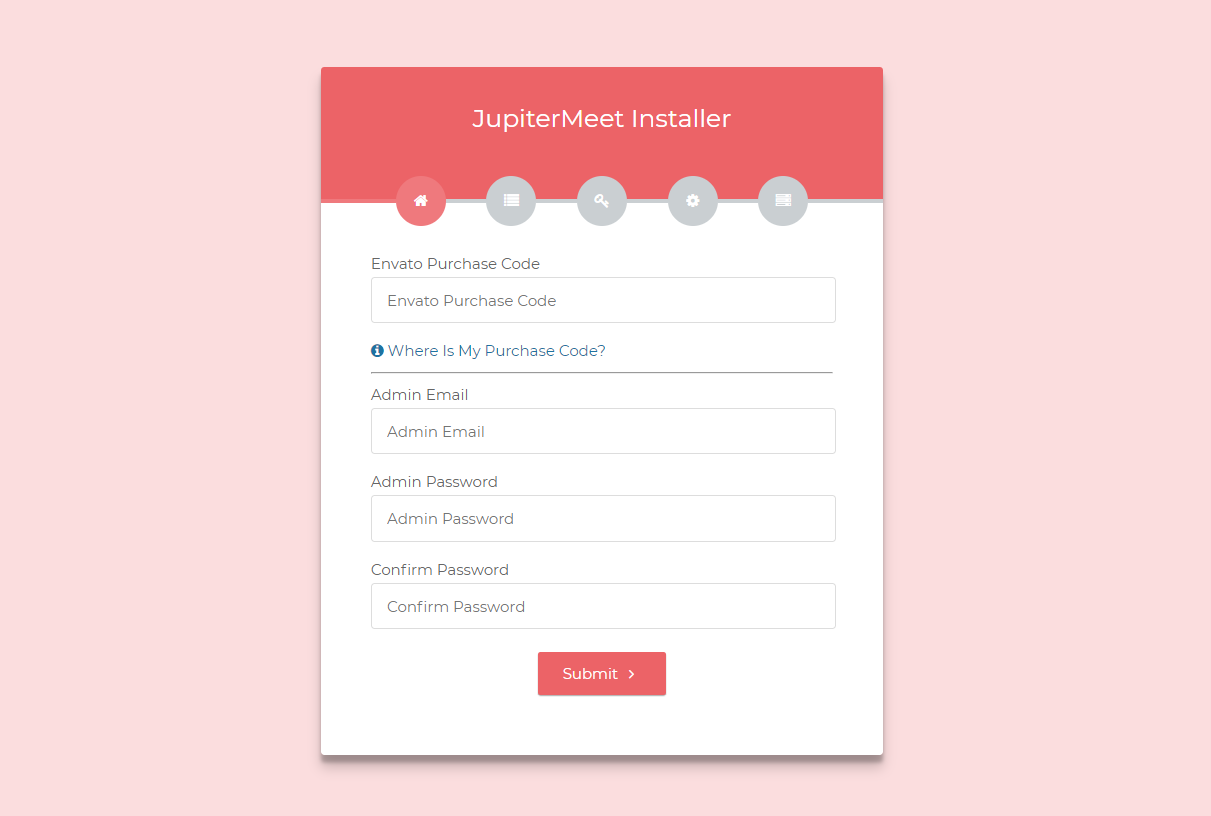 JupiterMeet Installer
Envato Purchase Code
Envato Purchase Code
Where Is My Purchase Code?
Admin Email
Admin Email
Admin Password
Admin Password
Confirm Password
Confirm Password
Submit